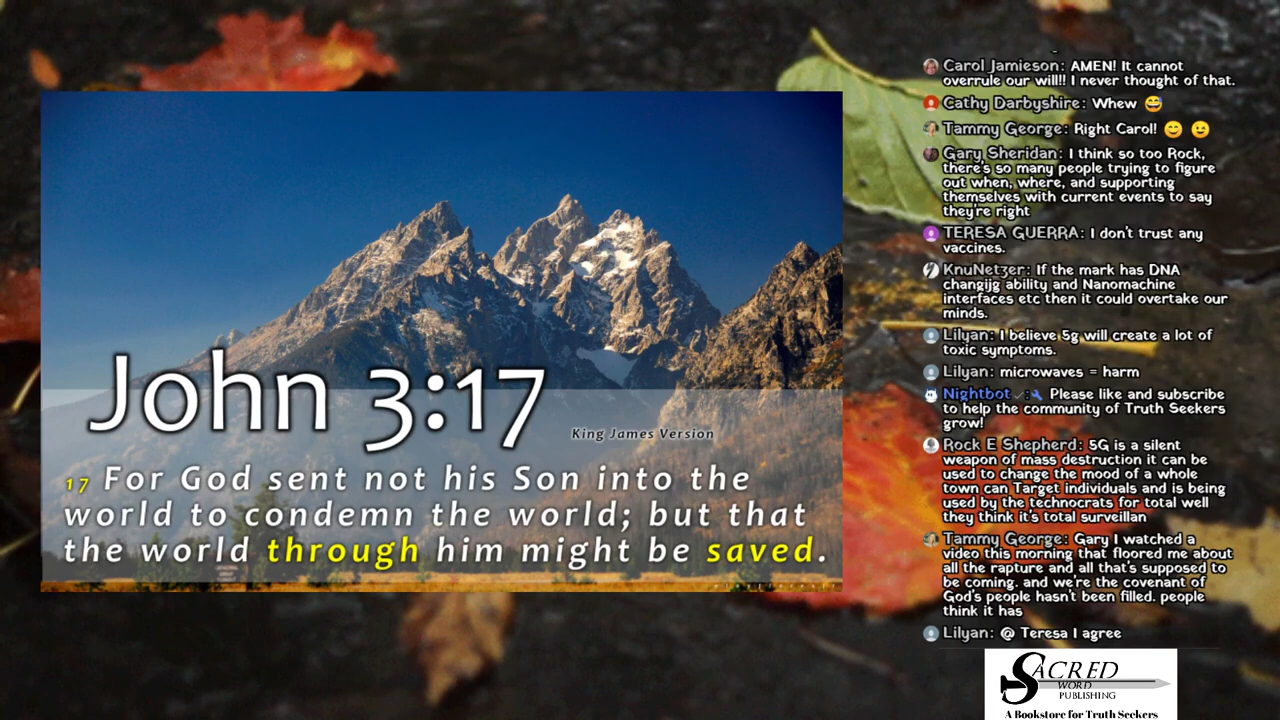 John 3:17
King James Version
17 For God sent not his Son into the
world to condemn the world; but that
the world through him might be saved.
Carol Jamieson: AMEN! It cannot
overrule our will!! I never thought of that.
Cathy Darbyshire: Whew 😅
Tammy George: Right Carol! 😊 😉
Gary Sheridan: I think so too Rock,
there's so many people trying to figure
out when, where, and supporting
themselves with current events to say
they're right
TERESA GUERRA: I don't trust any
vaccines.
KnuNetzer: If the mark has DNA
changijg ability and Nanomachine
interfaces etc then it could overtake our
minds.
Lilyan: I believe 5g will create a lot of
toxic symptoms.
Lilyan: microwaves = harm
Nightbot ✓:🔧 Please like and subscribe
to help the community of Truth Seekers
grow!
Rock E Shepherd: 5G is a silent
weapon of mass destruction it can be
used to change the mood of a whole
town can Target individuals and is being
used by the technocrats for total well
they think it's total surveillan
Tammy George: Gary I watched a
video this morning that floored me about
all the rapture and all that's supposed to
be coming. and we're the covenant of
God's people hasn't been filled. people
think it has
Lilyan: @ Teresa I agree
SACRED
WORD
PUBLISHING
A Bookstore for Truth Seekers